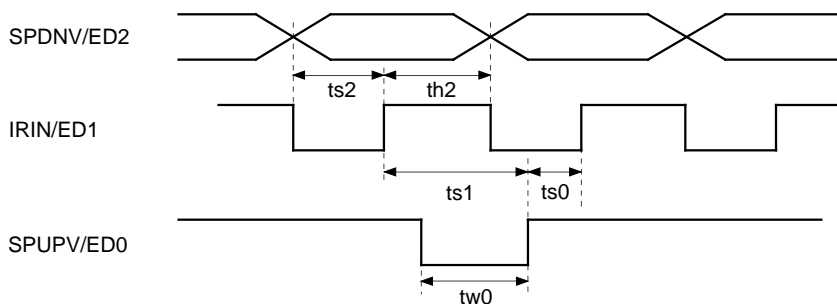 SPDNV/ED2
ts2 th2
IRIN/ED1
ts1 ts0
SPUPV/ED0
tw0